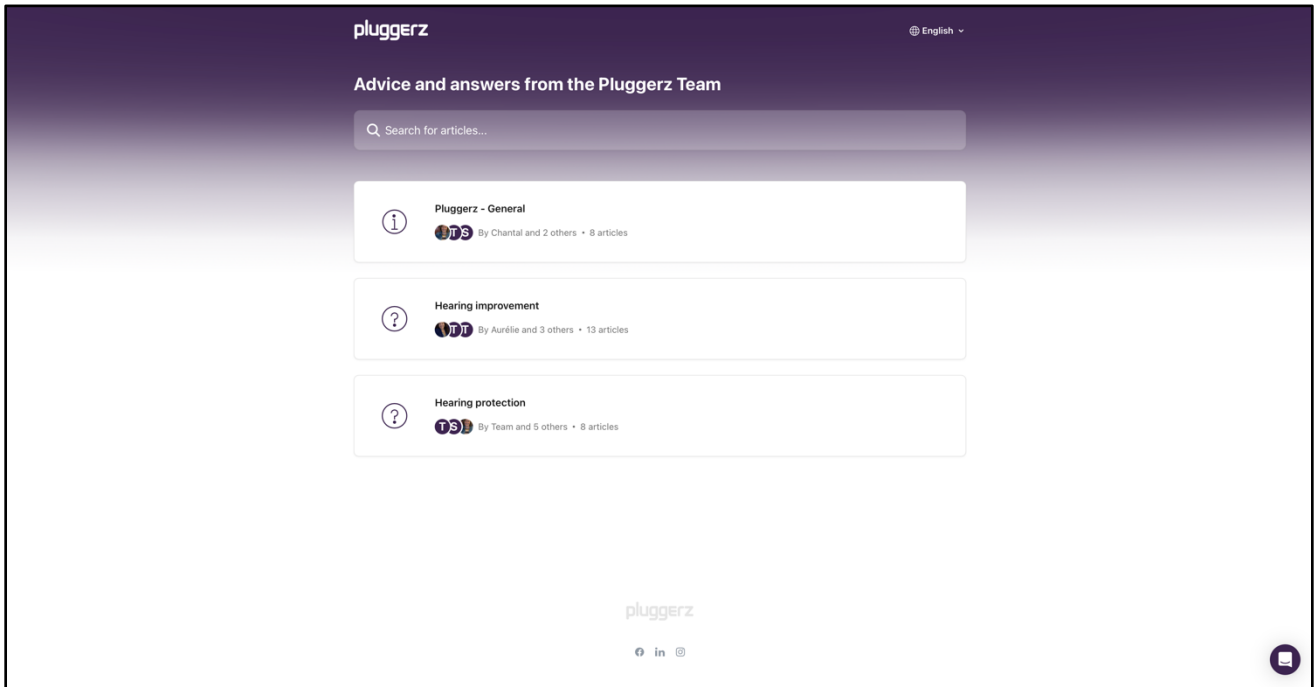 pluggerz
English
Advice and answers from the Pluggerz Team
Search for articles...
Pluggerz - General
T S By Chantal and 2 others • 8 articles
Hearing improvement
T T By Aurélie and 3 others • 13 articles
Hearing protection
T S By Team and 5 others • 8 articles
pluggerz